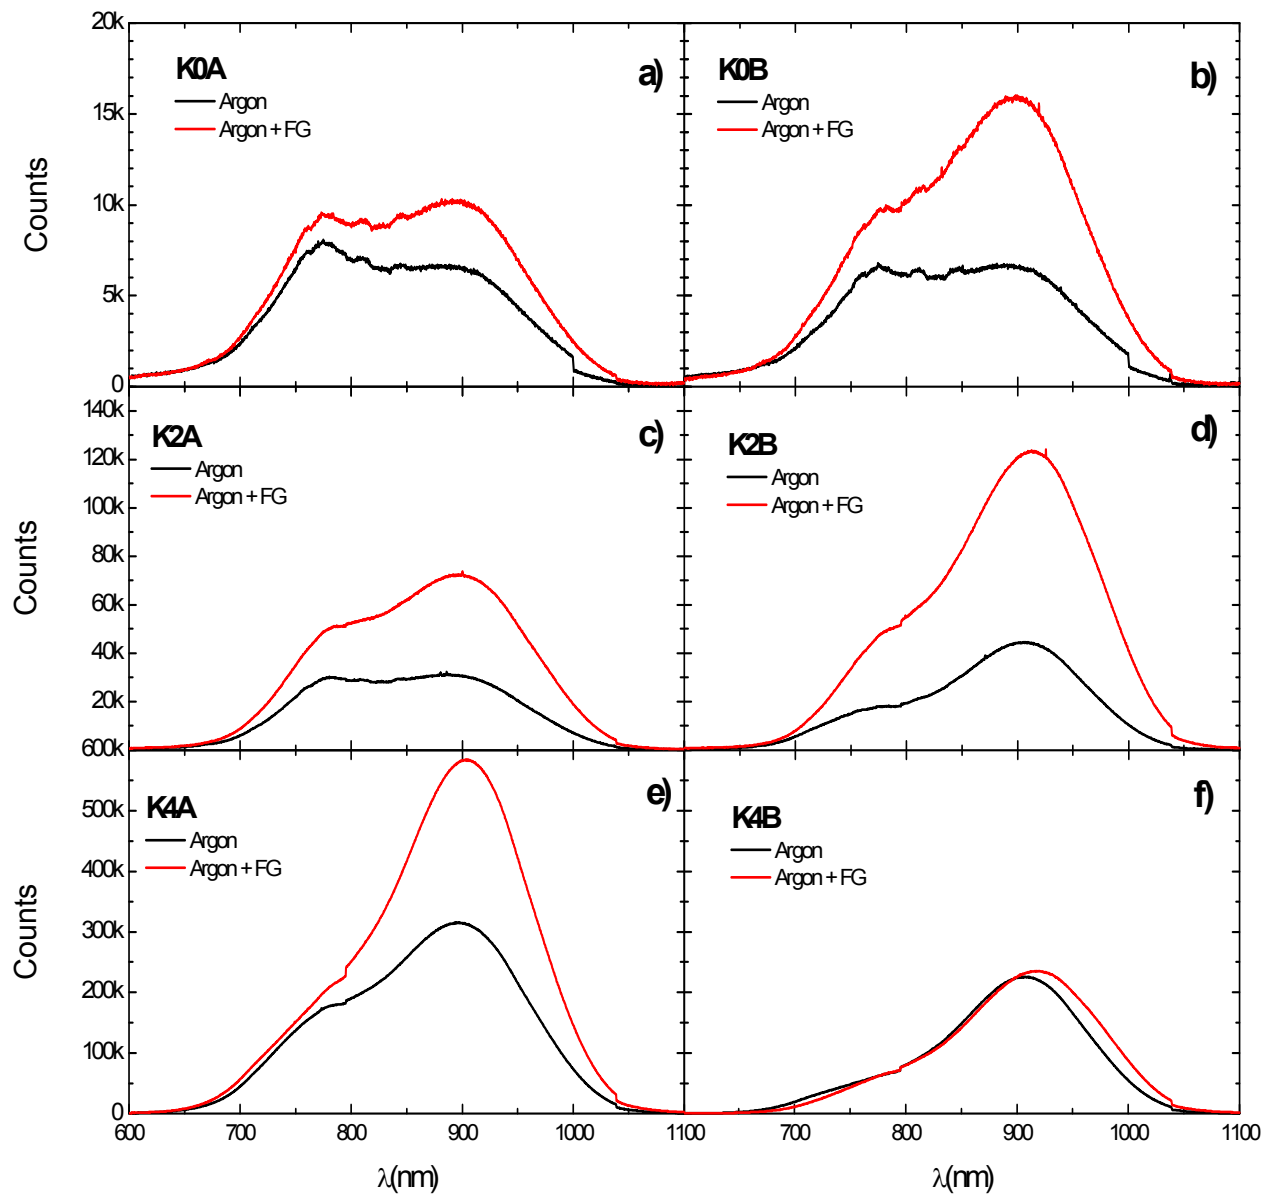 20k
15k
10k
5k
0
Counts
K0A
a)
Argon
Argon + FG
K0B
b)
Argon
Argon + FG
140k
120k
100k
80k
60k
40k
20k
Counts
K2A
c)
Argon
Argon + FG
K2B
d)
Argon
Argon + FG
600k
500k
400k
300k
200k
100k
0
Counts
K4A
e)
Argon
Argon + FG
K4B
f)
Argon
Argon + FG
600 700 800 900 1000 1100 700 800 900 1000 1100
λ(nm) λ(nm)